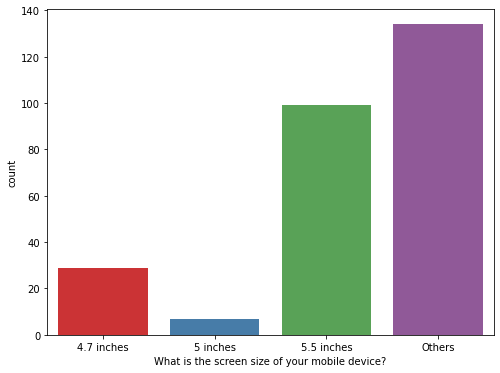 140
120
100
80
60
40
20
0
count
4.7 inches 5 inches 5.5 inches Others
What is the screen size of your mobile device?